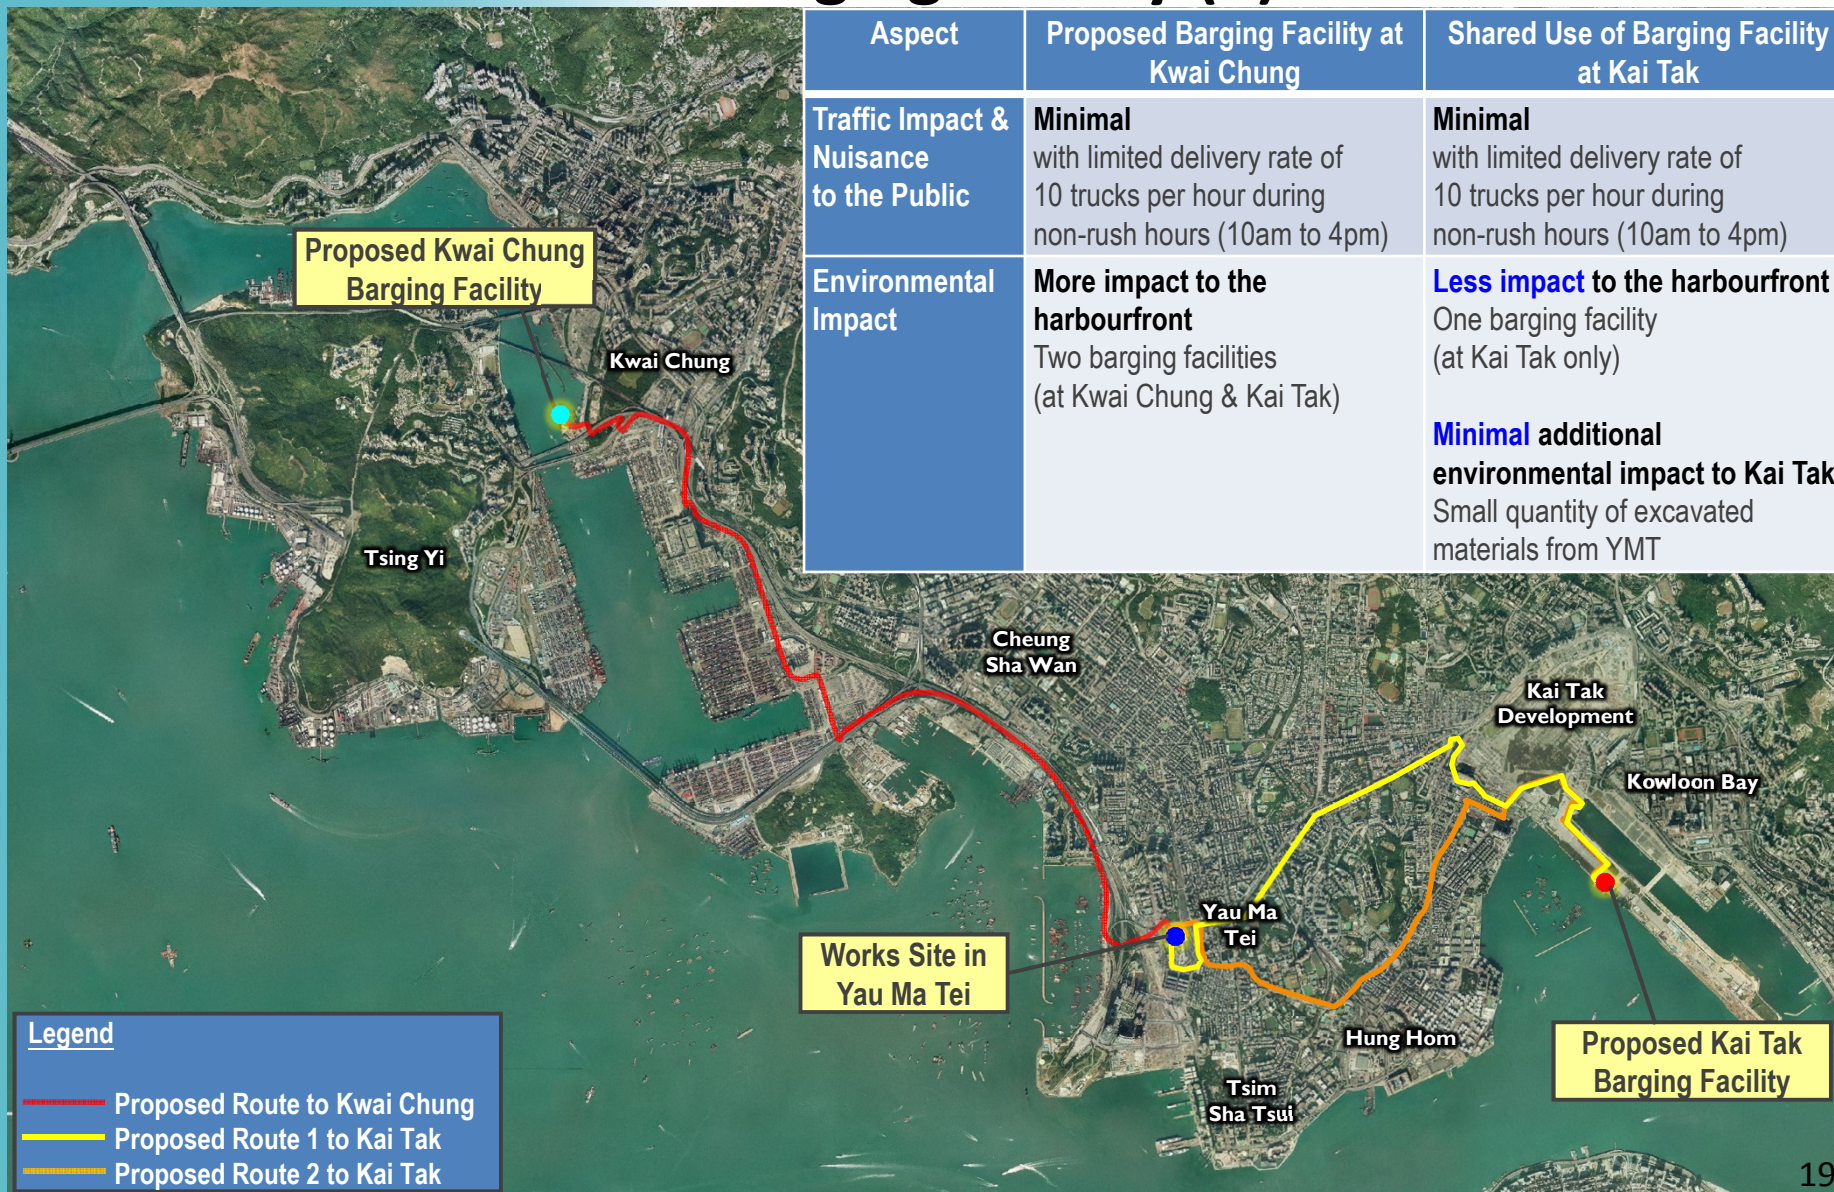 Aspect
Proposed Barging Facility at
Kwai Chung
Shared Use of Barging Facility
at Kai Tak
Traffic Impact &
Nuisance
to the Public
Minimal
with limited delivery rate of
10 trucks per hour during
non-rush hours (10am to 4pm)
Minimal
with limited delivery rate of
10 trucks per hour during
non-rush hours (10am to 4pm)
Environmental
Impact
More impact to the
harbourfront
Two barging facilities
(at Kwai Chung & Kai Tak)
Less impact to the harbourfront
One barging facility
(at Kai Tak only)
Minimal additional
environmental impact to Kai Tak
Small quantity of excavated
materials from YMT
Proposed Kwai Chung
Barging Facility
Kwai Chung
Tsing Yi
Cheung
Sha Wan
Kai Tak
Development
Kowloon Bay
Yau Ma
Tei
Works Site in
Yau Ma Tei
Hung Hom
Tsim
Sha Tsui
Proposed Kai Tak
Barging Facility
Legend
Proposed Route to Kwai Chung
Proposed Route 1 to Kai Tak
Proposed Route 2 to Kai Tak
19